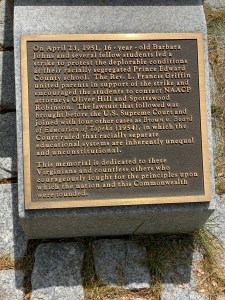 On April 23, 1951, 16 - year - old Barbara
Johns and several fellow students led a
strike to protest the deplorable conditions
at their racially segregated Prince Edward
County school. The Rev. L. Francis Griffin
united parents in support of the strike and
encouraged the students to contact NAACP
attorneys Oliver Hill and Spottswood
Robinson. The lawsuit that followed was
brought before the U.S. Supreme Court and
joined with four other cases as Brown v. Board
of Education of Topeka (1954), in which the
Court ruled that racially separate
educational systems are inherently unequal
and unconstitutional.
This memorial is dedicated to these
Virginians and countless others who
courageously fought for the principles upon
which the nation and this Commonwealth
were founded.